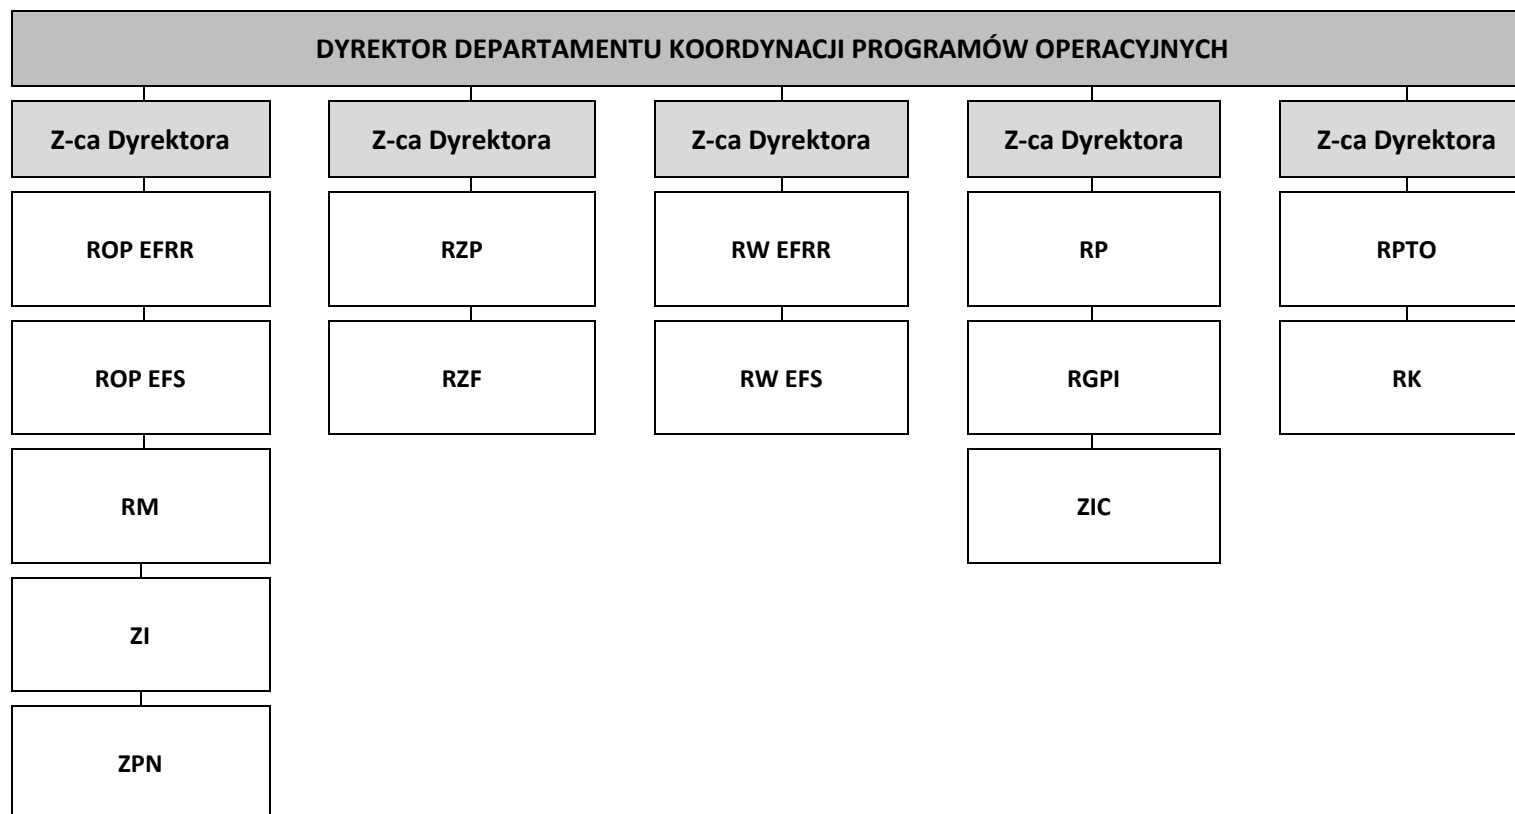 DYREKTOR DEPARTAMENTU KOORDYNACJI PROGRAMÓW OPERACYJNYCH
Z-ca Dyrektora
Z-ca Dyrektora
Z-ca Dyrektora
Z-ca Dyrektora
Z-ca Dyrektora
ROP EFRR
RZP
RW EFRR
RP
RPTO
ROP EFS
RZF
RW EFS
RGPI
RK
RM
ZIC
ZI
ZPN